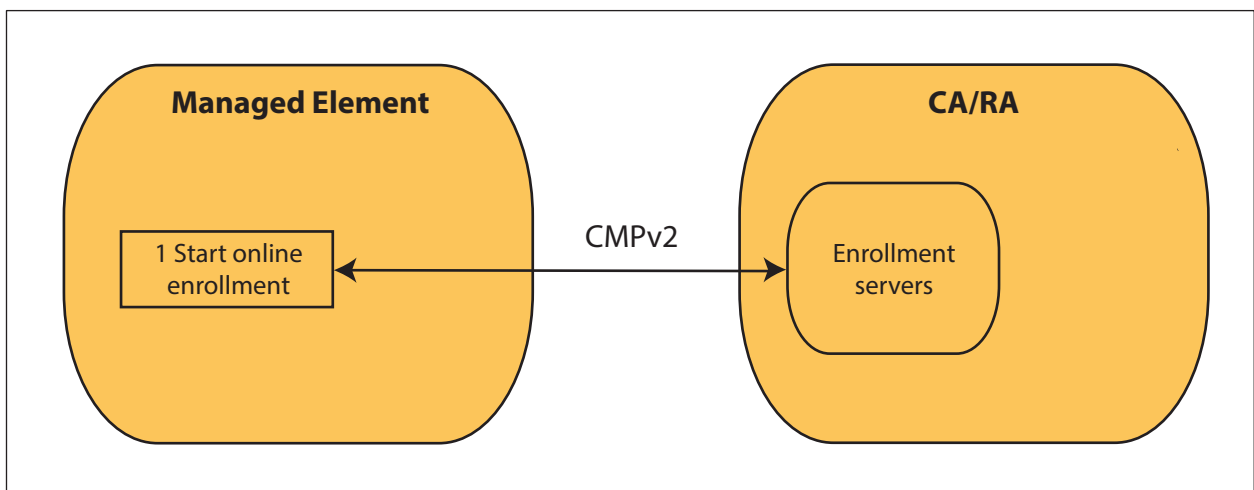 Managed Element
CA/RA
CMPv2
1 Start online
enrollment
Enrollment
servers